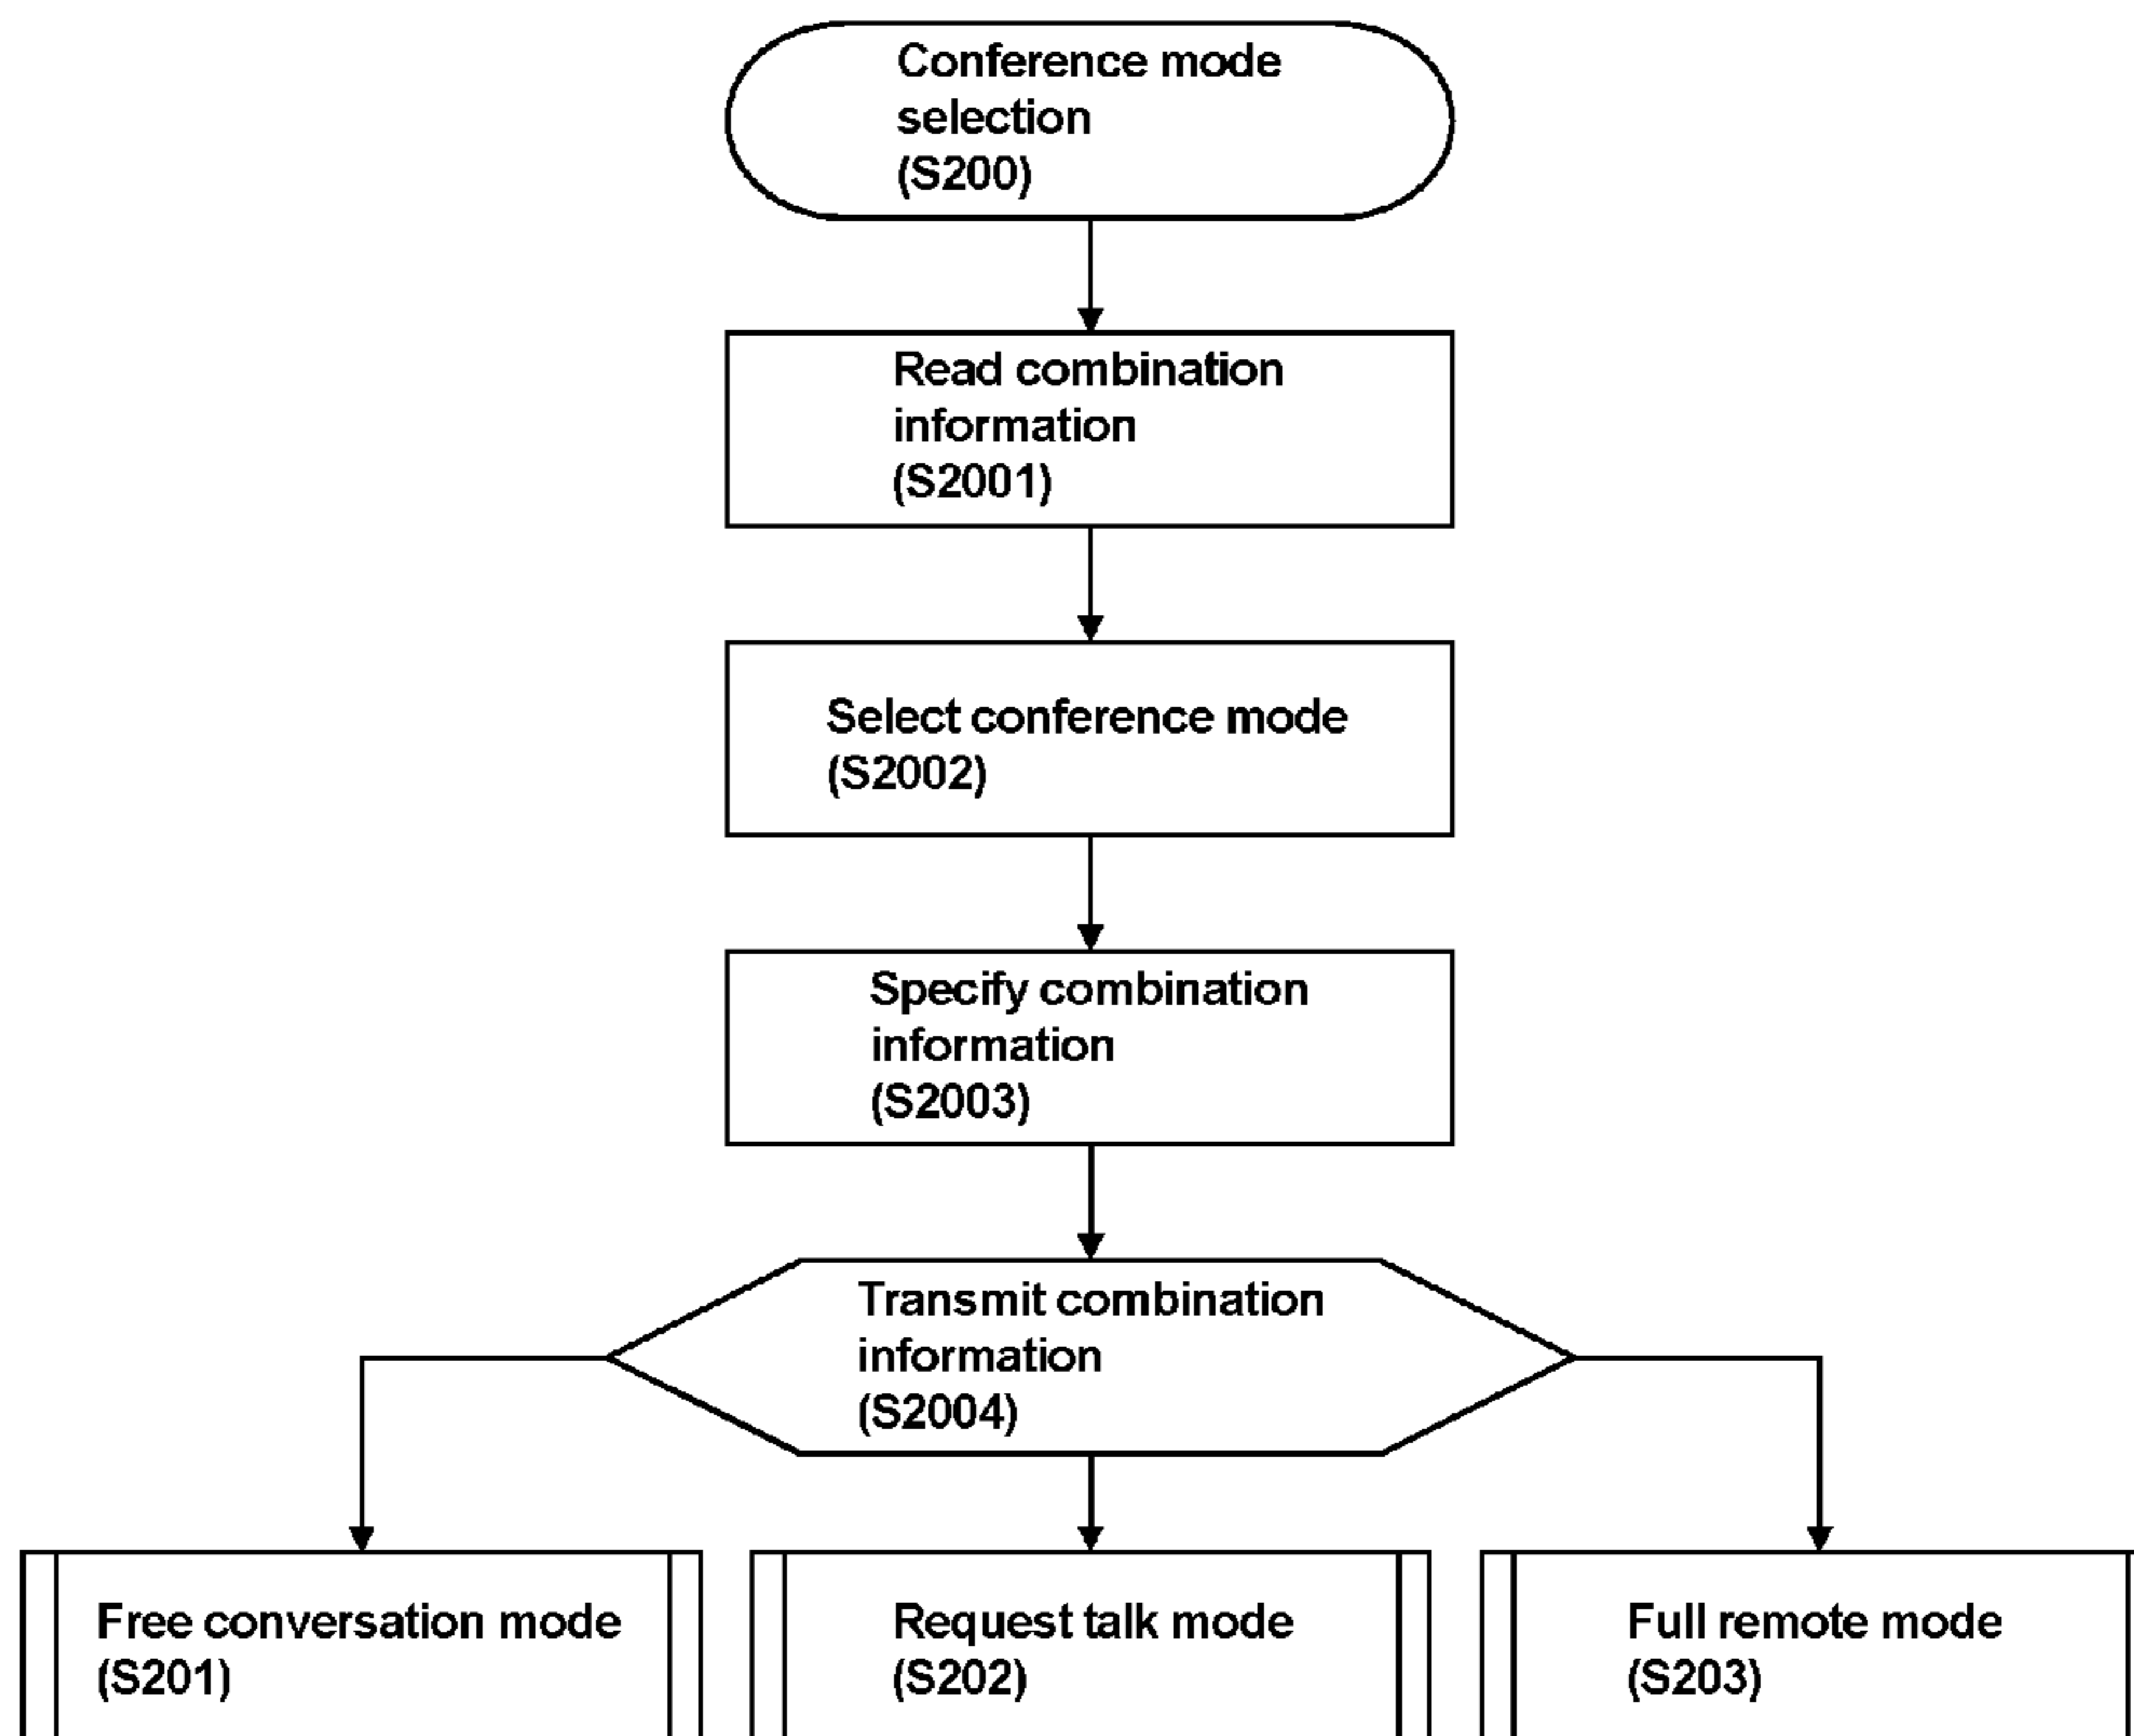 Conference mode
selection
(S200)
Read combination
information
(S2001)
Select conference mode
(S2002)
Specify combination
information
(S2003)
Transmit combination
information
(S2004)
Free conversation mode
(S201)
Request talk mode
(S202)
Full remote mode
(S203)